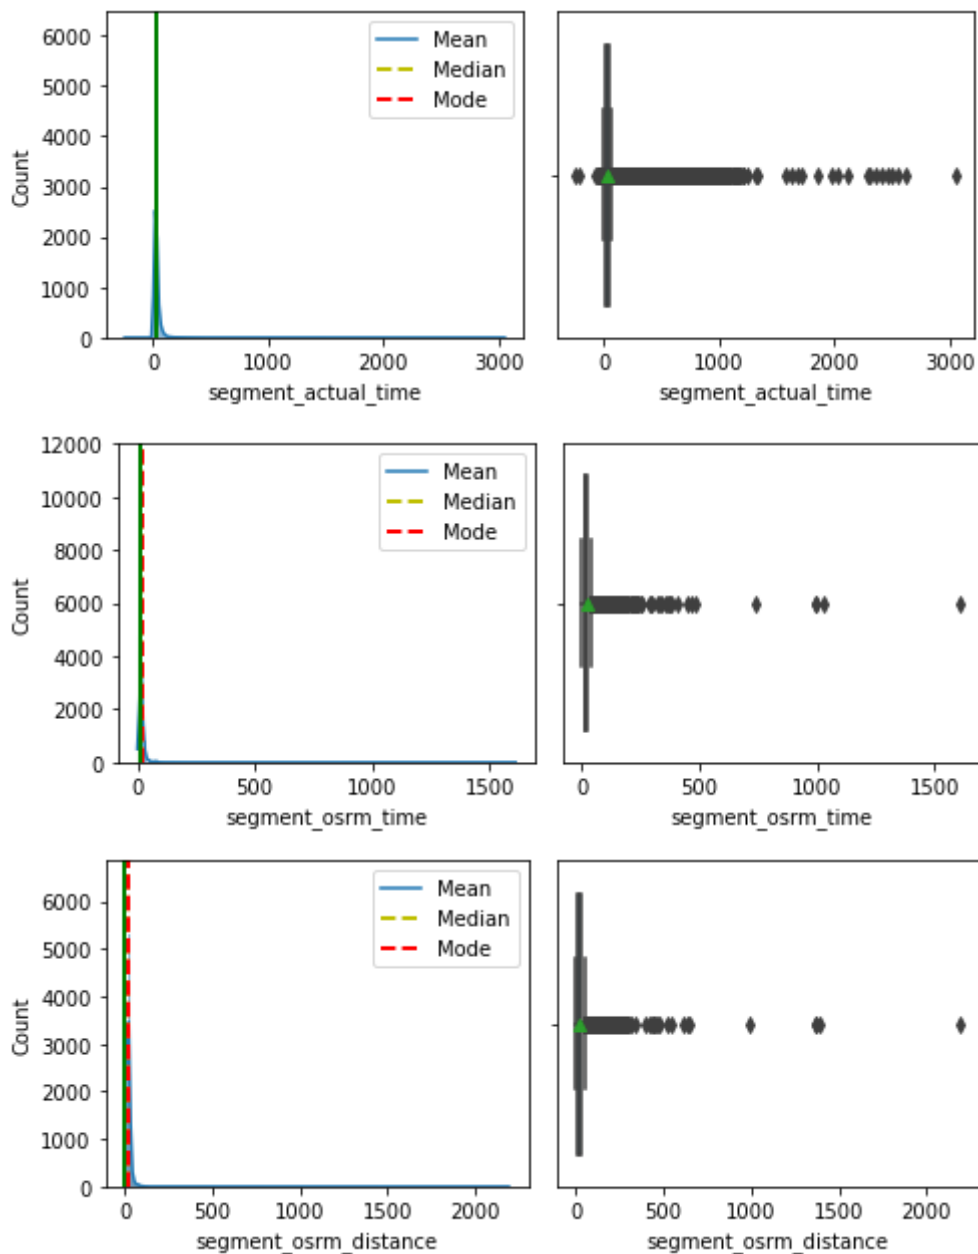 6000
5000
4000
3000
2000
1000
0
Count
Mean
Median
Mode
0 1000 2000 3000
segment_actual_time
0 1000 2000 3000
segment_actual_time
12000
10000
8000
6000
4000
2000
0
Count
Mean
Median
Mode
0 500 1000 1500
segment_osrm_time
0 500 1000 1500
segment_osrm_time
6000
5000
4000
3000
2000
1000
0
Count
Mean
Median
Mode
0 500 1000 1500 2000
segment_osrm_distance
0 500 1000 1500 2000
segment_osrm_distance